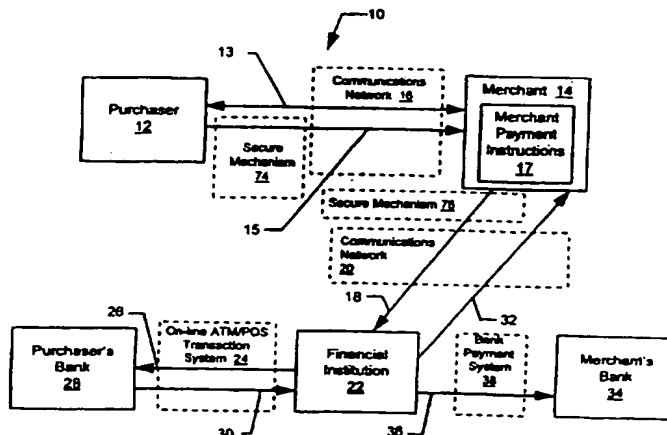 10
13
Communications
Network 16
Purchaser
12
Merchant 14
Merchant
Payment
Instructions
17
Secure
Mechanism
74
15
Secure Mechanism 76
Communications
Network
20
18
32
26
On-line ATM/POS
Transaction
System 24
Purchaser's
Bank
28
Financial
Institution
22
Bank
Payment
System
38
Merchant's
Bank
34
30
36